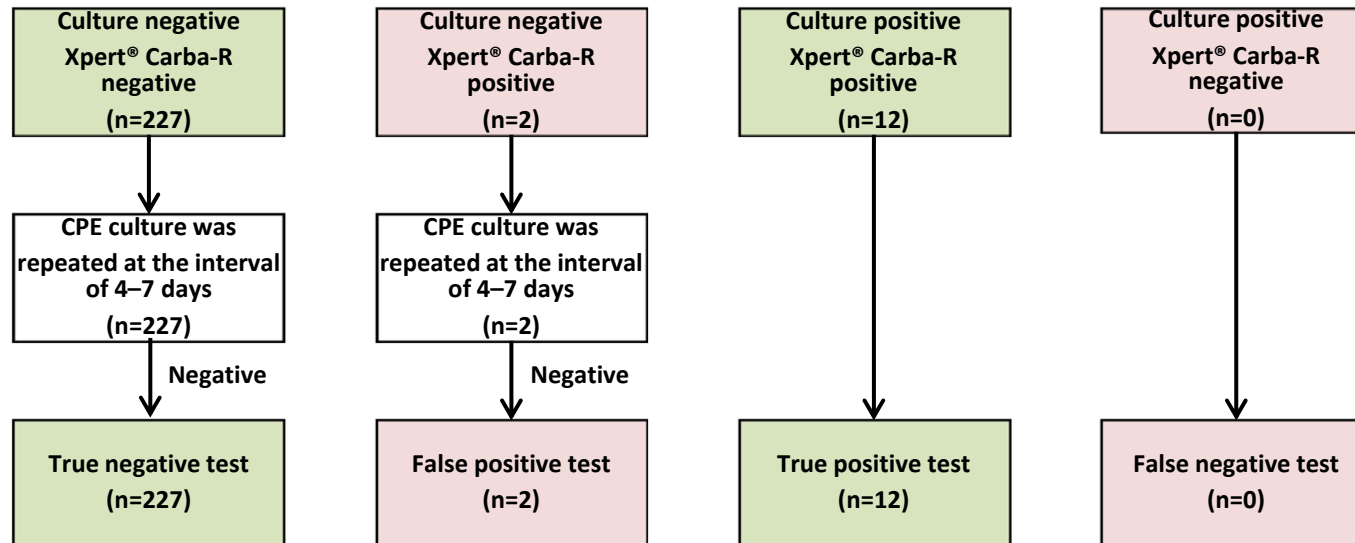 Culture negative
Xpert® Carba-R
negative
(n=227)
Culture negative
Xpert® Carba-R
positive
(n=2)
Culture positive
Xpert® Carba-R
positive
(n=12)
Culture positive
Xpert® Carba-R
negative
(n=0)
CPE culture was
repeated at the interval
of 4–7 days
(n=227)
CPE culture was
repeated at the interval
of 4–7 days
(n=2)
Negative
Negative
True negative test
(n=227)
False positive test
(n=2)
True positive test
(n=12)
False negative test
(n=0)